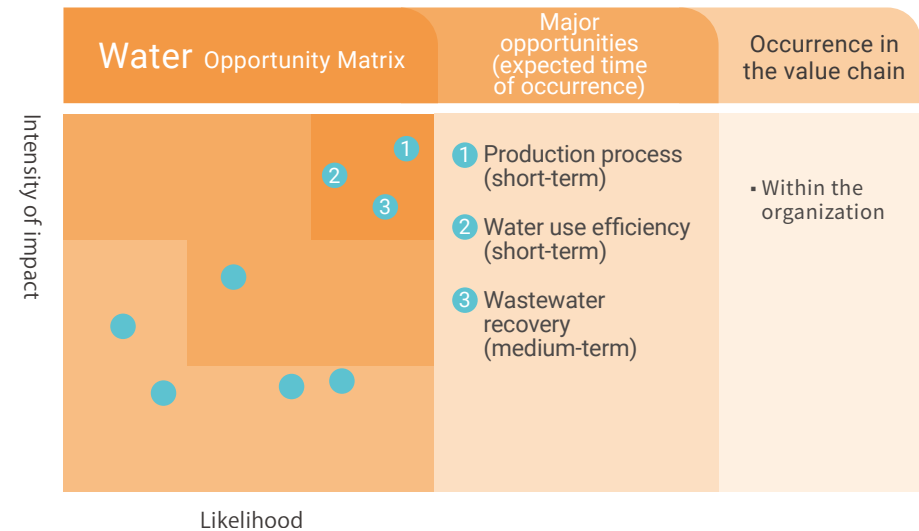 Water Opportunity Matrix
Major
opportunities
(expected time
of occurrence)
Occurrence in
the value chain
Intensity of impact
1
2
3
1 Production process
(short-term)
2 Water use efficiency
(short-term)
3 Wastewater
recovery
(medium-term)
▪ Within the
organization
Likelihood